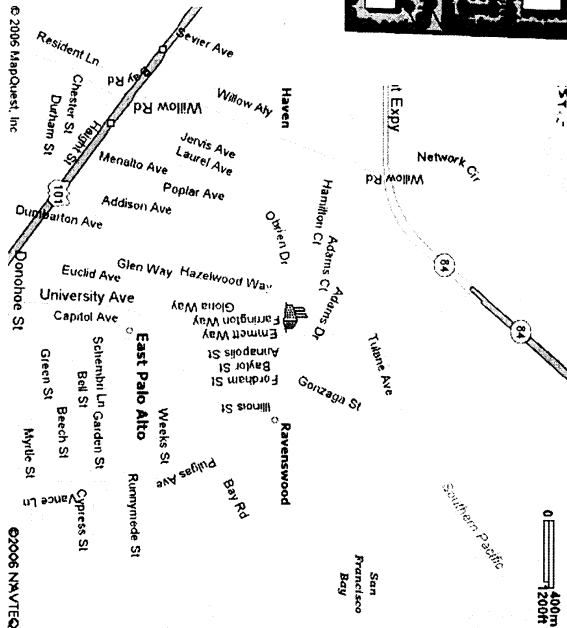 Sevier Ave
Resident Ln
Bay Rd
Willow Rd
Willow Aly
Haven
Chester St
Durham St
Haight St
Jervis Ave
Laurel Ave
Menalto Ave
Poplar Ave
Addison Ave
101
Dumbarton Ave
Network Cir
Willow Rd
it Expy
84
84
Hamilton Ct
Adams Ct
Obrien Dr
Adams Dr
Donohoe St
Euclid Ave
Glen Way
Hazelwood Way
University Ave
Capitol Ave
Gloria Way
Farrington Way
Emmett Way
Annapolis St
Baylor St
Fordham St
Illinois St
Tulane Ave
Gonzaga St
East Palo Alto
Ravenswood
Schembri Ln
Green St
Bell St
Beech St
Garden St
Weeks St
Myrtle St
Pulgas Ave
Bay Rd
Runnymede St
Cypress St
Vance Ln
Southern Pacific
San
Francisco
Bay
0
400m
1200ft
© 2006 MapQuest, Inc
©2006 NAVTEQ